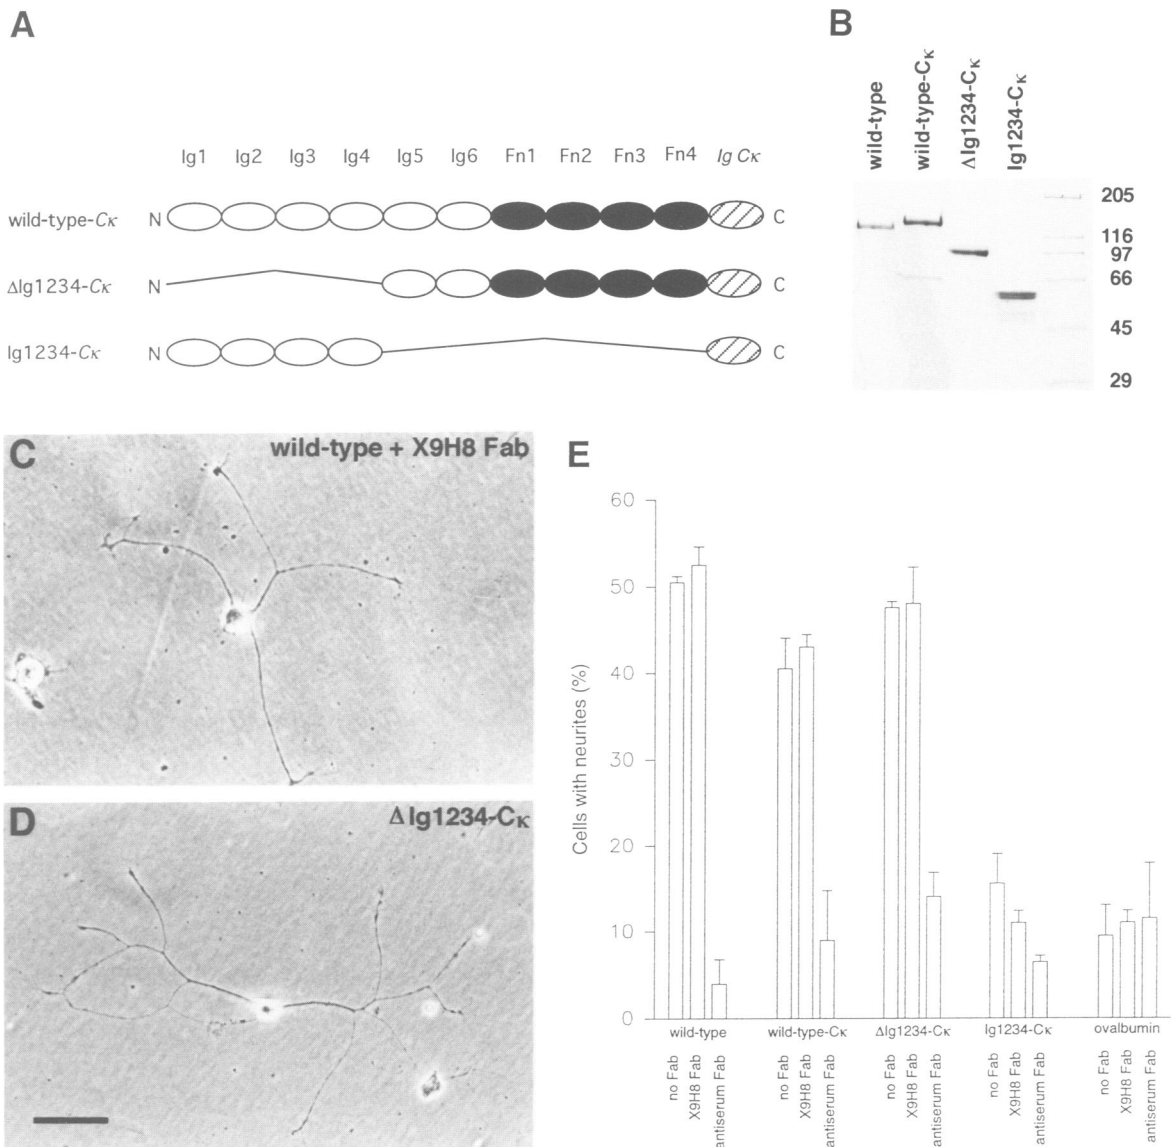 A
Ig1 Ig2 Ig3 Ig4 Ig5 Ig6 Fn1 Fn2 Fn3 Fn4 Ig Cκ
wild-type-Cκ N C
ΔIg1234-Cκ N C
Ig1234-Cκ N C
B
wild-type
wild-type-Cκ
ΔIg1234-Cκ
Ig1234-Cκ
205
116
97
66
45
29
C
wild-type + X9H8 Fab
D
ΔIg1234-Cκ
E
Cells with neurites (%)
60
50
40
30
20
10
0
wild-type wild-type-Cκ ΔIg1234-Cκ Ig1234-Cκ ovalbumin
no Fab
X9H8 Fab
antiserum Fab
no Fab
X9H8 Fab
antiserum Fab
no Fab
X9H8 Fab
antiserum Fab
no Fab
X9H8 Fab
antiserum Fab
no Fab
X9H8 Fab
antiserum Fab